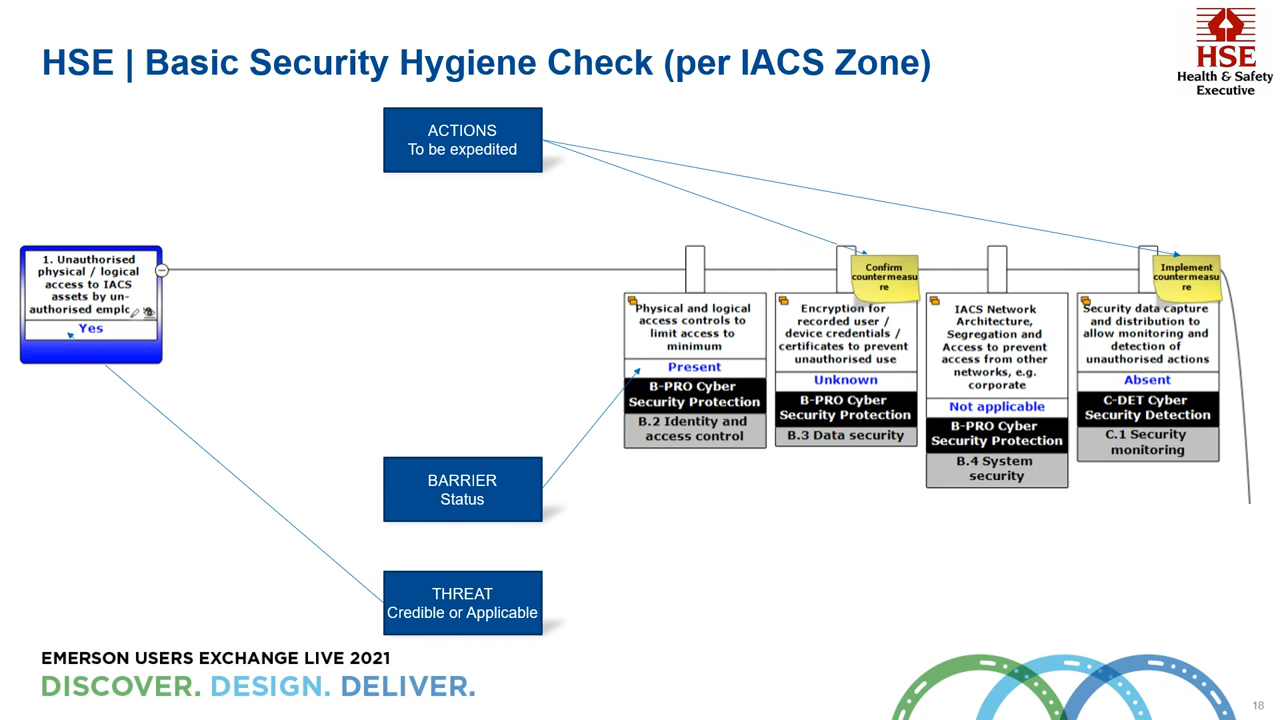 HSE | Basic Security Hygiene Check (per IACS Zone)
HSE
Health & Safety
Executive
ACTIONS
To be expedited
1. Unauthorised
physical / logical
access to IACS
assets by un-
authorised emplc
Yes
Confirm
countermeasu
re
Implement
countermeasu
re
Physical and logical
access controls to
limit access to
minimum
Present
B-PRO Cyber
Security Protection
B.2 Identity and
access control
Encryption for
recorded user /
device credentials /
certificates to prevent
unauthorised use
Unknown
B-PRO Cyber
Security Protection
B.3 Data security
IACS Network
Architecture,
Segregation and
Access to prevent
access from other
networks, e.g.
corporate
Not applicable
B-PRO Cyber
Security Protection
B.4 System
security
Security data capture
and distribution to
allow monitoring and
detection of
unauthorised actions
Absent
C-DET Cyber
Security Detection
C.1 Security
monitoring
BARRIER
Status
THREAT
Credible or Applicable
EMERSON USERS EXCHANGE LIVE 2021
DISCOVER. DESIGN. DELIVER.
18